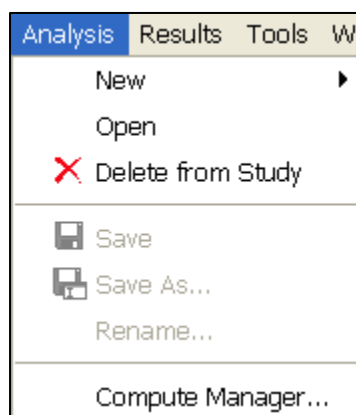 Analysis Results Tools W
New
Open
Delete from Study
Save
Save As...
Rename...
Compute Manager...